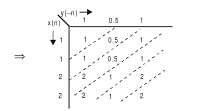 y(−n) →
x(n) 1 0.5 1
1 1 0.5 1
⇒ 1 1 0.5 1
2 2 1 2
2 2 1 2